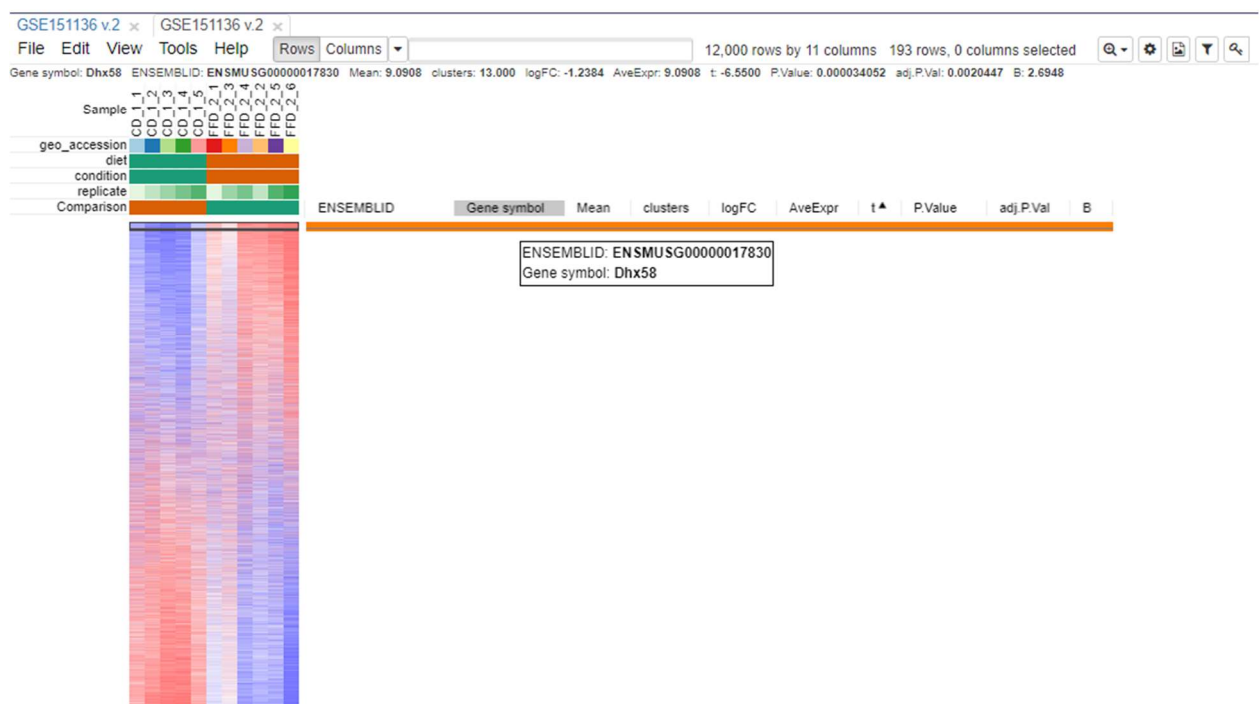 GSE151136 v.2 × GSE151136 v.2 ×
File Edit View Tools Help Rows Columns 12,000 rows by 11 columns 193 rows, 0 columns selected
Gene symbol: Dhx58 ENSEMBLID: ENSMUSG00000017830 Mean: 9.0908 clusters: 13.000 logFC: -1.2384 AveExpr: 9.0908 t: -6.5500 P.Value: 0.000034052 adj.P.Val: 0.0020447 B: 2.6948
Sample CD_1_1 CD_1_2 CD_1_3 CD_1_4 CD_1_5 FFD_2_1 FFD_2_3 FFD_2_4 FFD_2_2 FFD_2_5 FFD_2_6
geo_accession
diet
condition
replicate
Comparison ENSEMBLID Gene symbol Mean clusters logFC AveExpr t P.Value adj.P.Val B
ENSEMBLID: ENSMUSG00000017830
Gene symbol: Dhx58